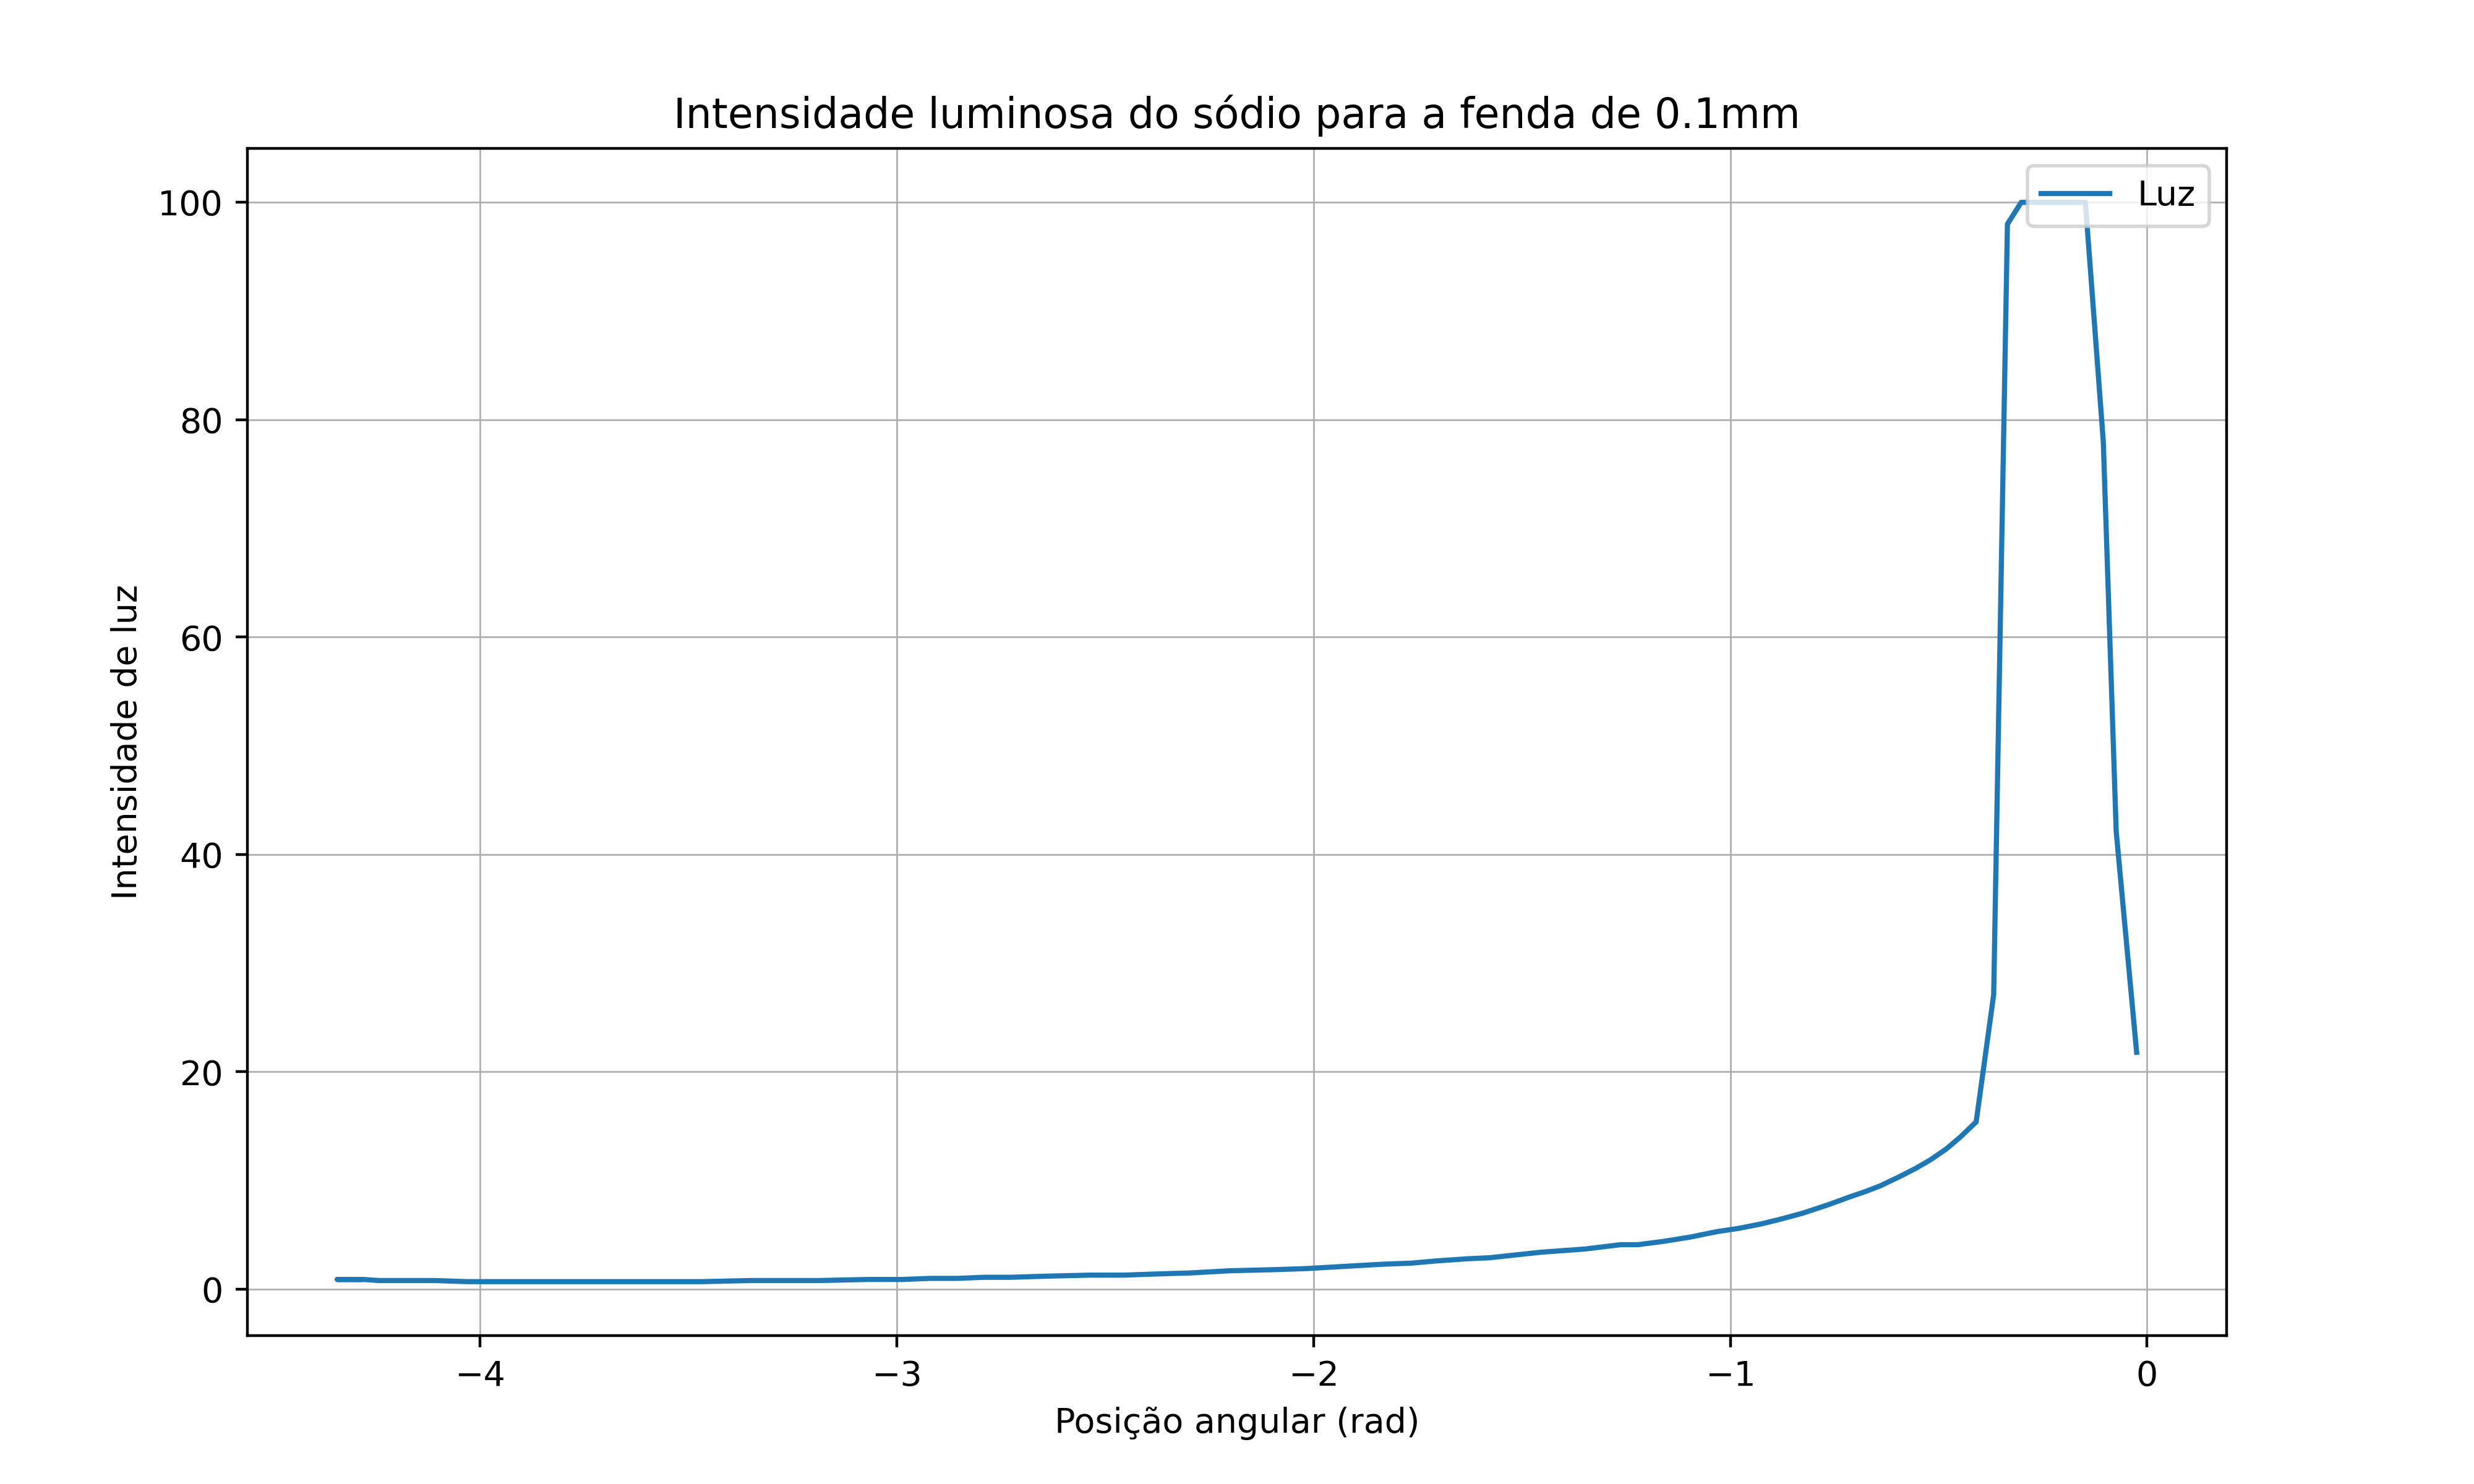 Intensidade luminosa do sódio para a fenda de 0.1mm
Luz
100
80
60
40
20
0
Intensidade de luz
−4 −3 −2 −1 0
Posição angular (rad)